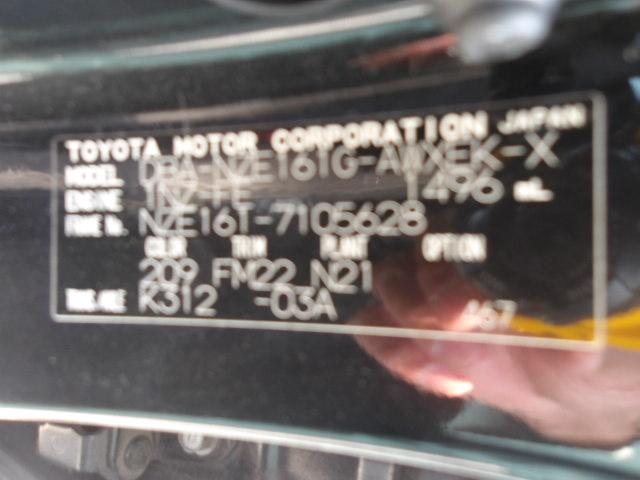 TOYOTA MOTOR CORPORATION JAPAN
MODEL DBA-NZE161G-AWXEK-X
ENGINE 1NZ-FE 1496 mL
FRAME No. NZE161-7105628
COLOR TRIM PLANT OPTION
209 FM22 N21
TRANS./AXLE K312 -03A 467